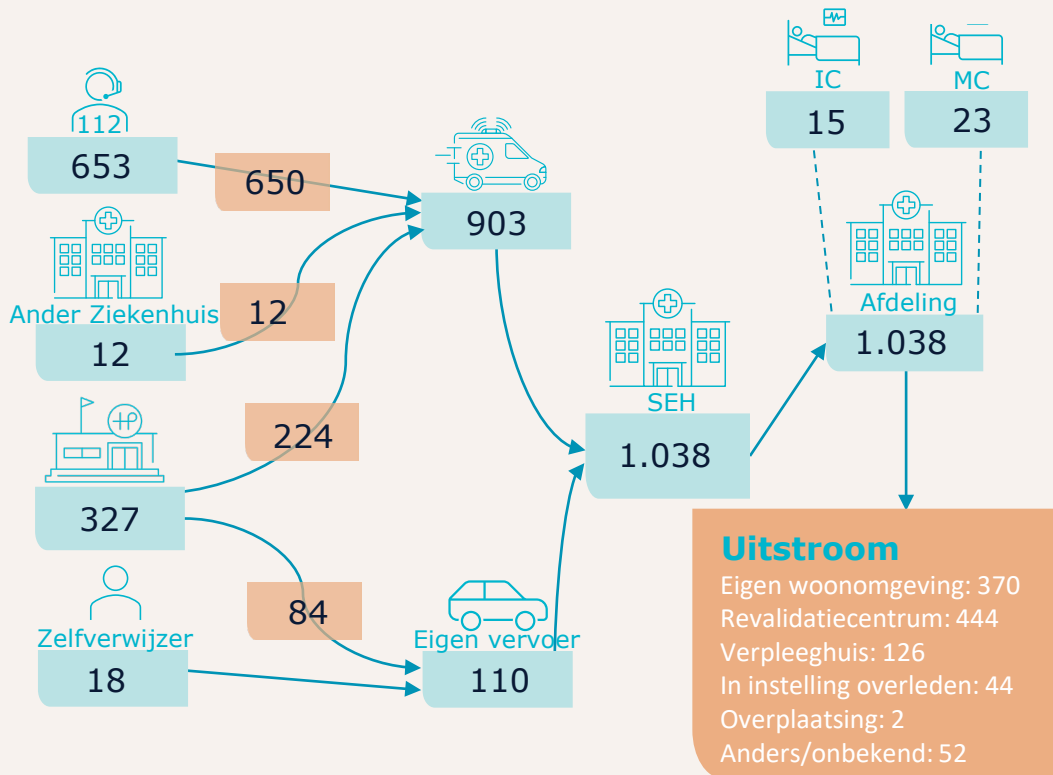 112
653
650
Ander Ziekenhuis
12
12
HP
327
224
84
Zelfverwijzer
18
903
Eigen vervoer
110
SEH
1.038
IC
15
MC
23
Afdeling
1.038
Uitstroom
Eigen woonomgeving: 370
Revalidatiecentrum: 444
Verpleeghuis: 126
In instelling overleden: 44
Overplaatsing: 2
Anders/onbekend: 52